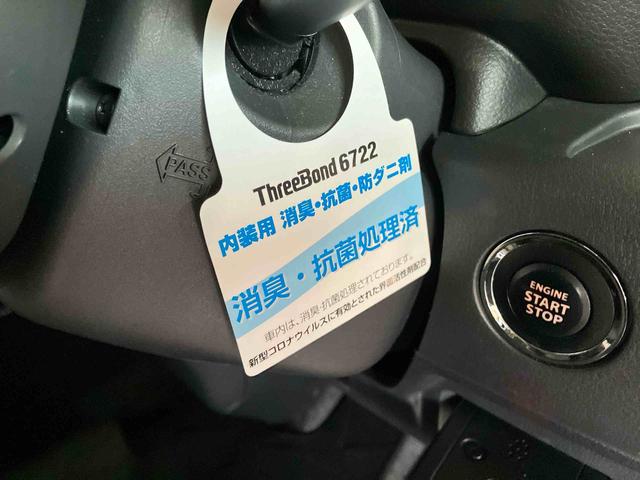 ThreeBond 6722
内装用 消臭・抗菌・防ダニ剤
消臭・抗菌処理済
車内は、消臭・抗菌処理されております。
新型コロナウイルスに有効とされた界面活性剤配合
PASS
ENGINE
START
STOP